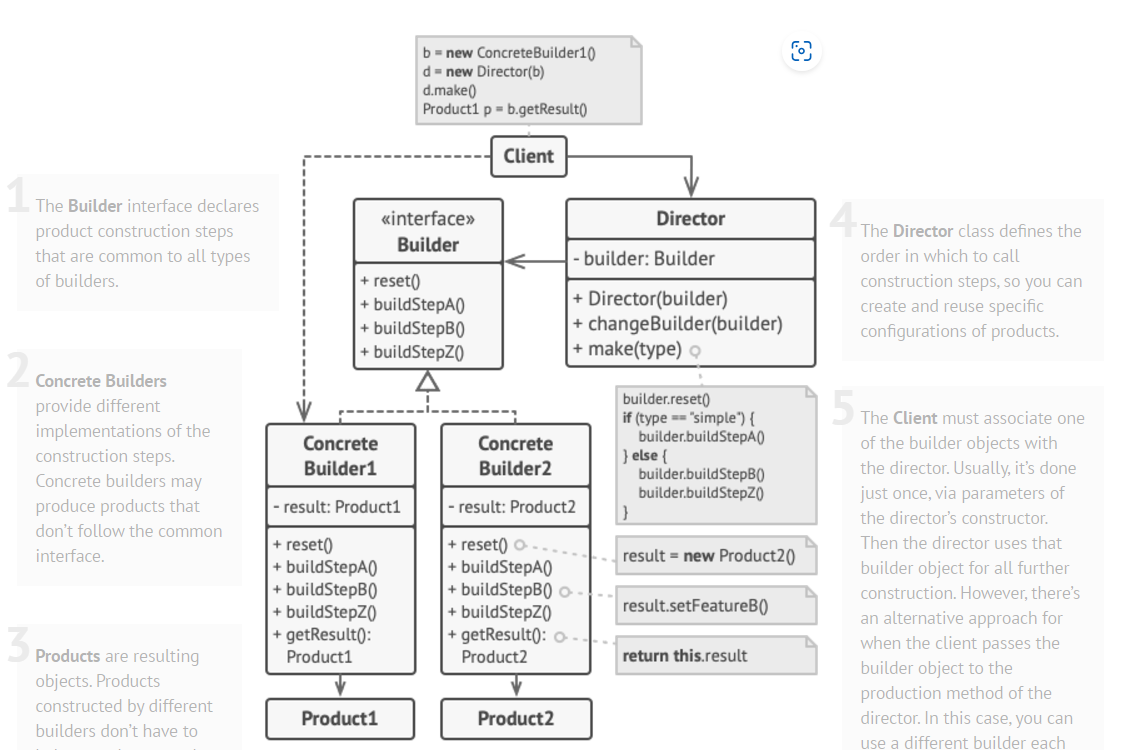 b = new ConcreteBuilder1()
d = new Director(b)
d.make()
Product1 p = b.getResult()
Client
1
The Builder interface declares
product construction steps
that are common to all types
of builders.
«interface»
Builder
+ reset()
+ buildStepA()
+ buildStepB()
+ buildStepZ()
Director
- builder: Builder
+ Director(builder)
+ changeBuilder(builder)
+ make(type)
4
The Director class defines the
order in which to call
construction steps, so you can
create and reuse specific
configurations of products.
2
Concrete Builders
provide different
implementations of the
construction steps.
Concrete builders may
produce products that
don't follow the common
interface.
builder.reset()
if (type == "simple") {
builder.buildStepA()
} else {
builder.buildStepB()
builder.buildStepZ()
}
Concrete
Builder1
- result: Product1
+ reset()
+ buildStepA()
+ buildStepB()
+ buildStepZ()
+ getResult():
Product1
Concrete
Builder2
- result: Product2
+ reset()
+ buildStepA()
+ buildStepB()
+ buildStepZ()
+ getResult():
Product2
result = new Product2()
result.setFeatureB()
return this.result
Product1
Product2
3
Products are resulting
objects. Products
constructed by different
builders don't have to
5
The Client must associate one
of the builder objects with
the director. Usually, it's done
just once, via parameters of
the director's constructor.
Then the director uses that
builder object for all further
construction. However, there's
an alternative approach for
when the client passes the
builder object to the
production method of the
director. In this case, you can
use a different builder each